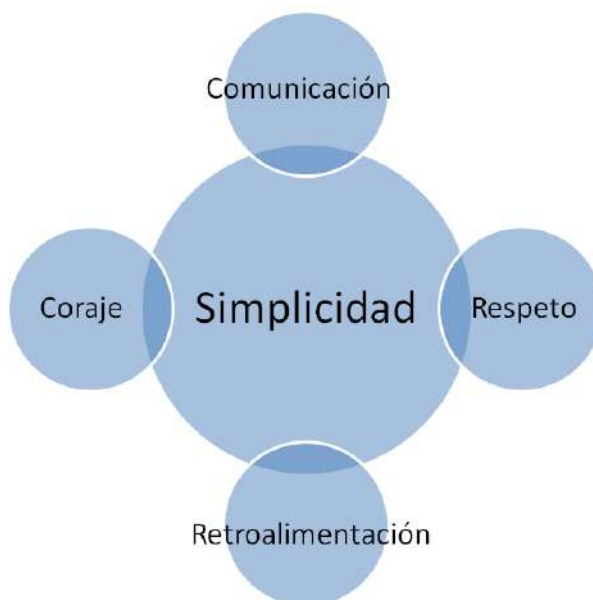 Comunicación
Coraje
Simplicidad
Respeto
Retroalimentación